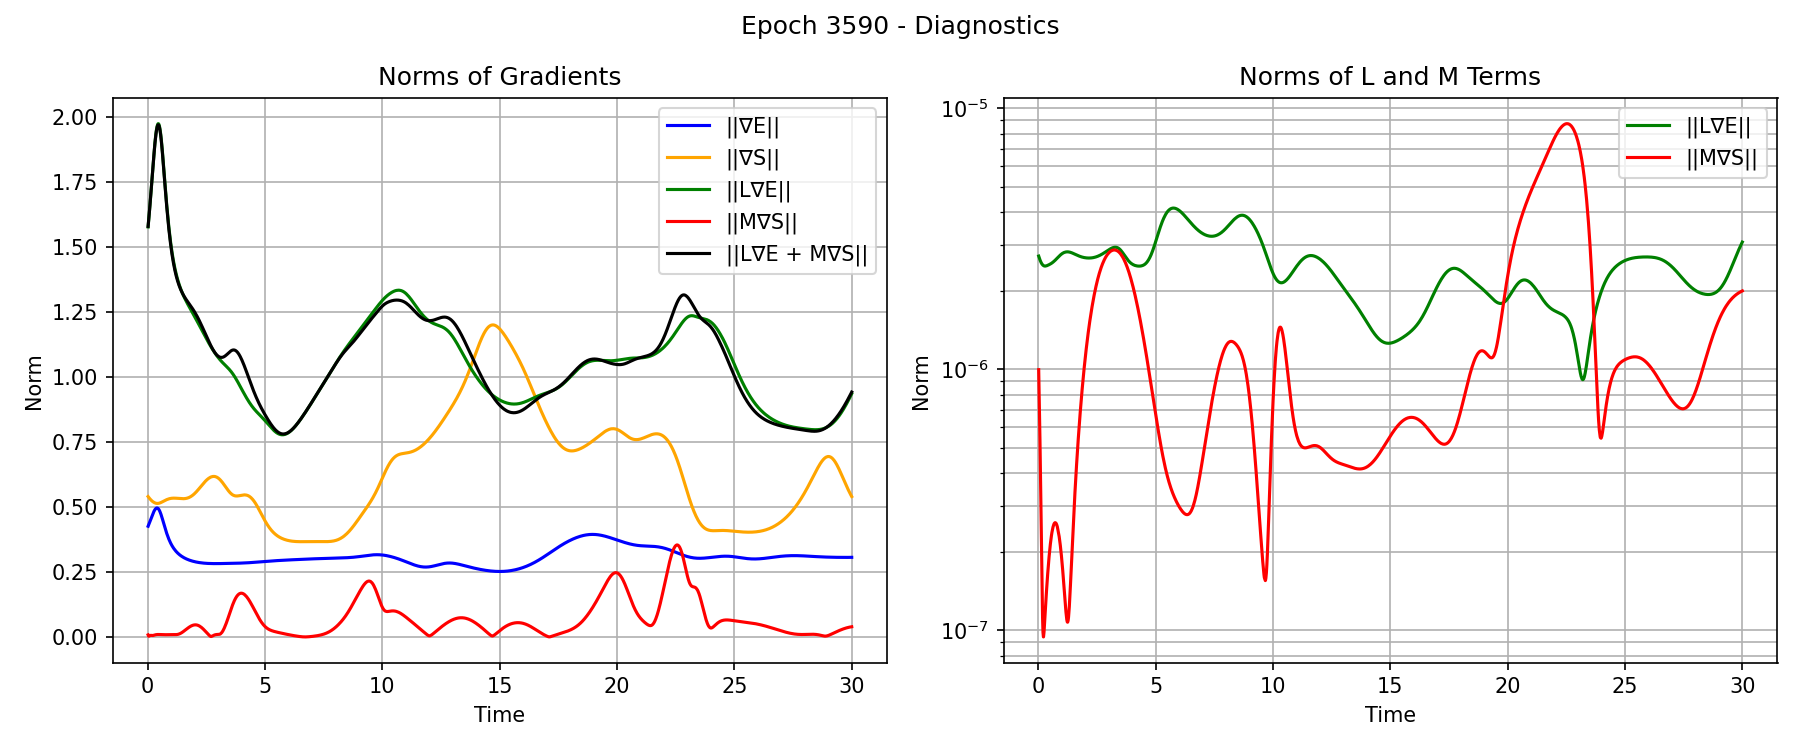 Epoch 3590 - Diagnostics
Norms of Gradients
Norm
2.00
1.75
1.50
1.25
1.00
0.75
0.50
0.25
0.00
||∇E||
||∇S||
||L∇E||
||M∇S||
||L∇E + M∇S||
0 5 10 15 20 25 30
Time
Norms of L and M Terms
Norm
10⁻⁵
10⁻⁶
10⁻⁷
||L∇E||
||M∇S||
0 5 10 15 20 25 30
Time